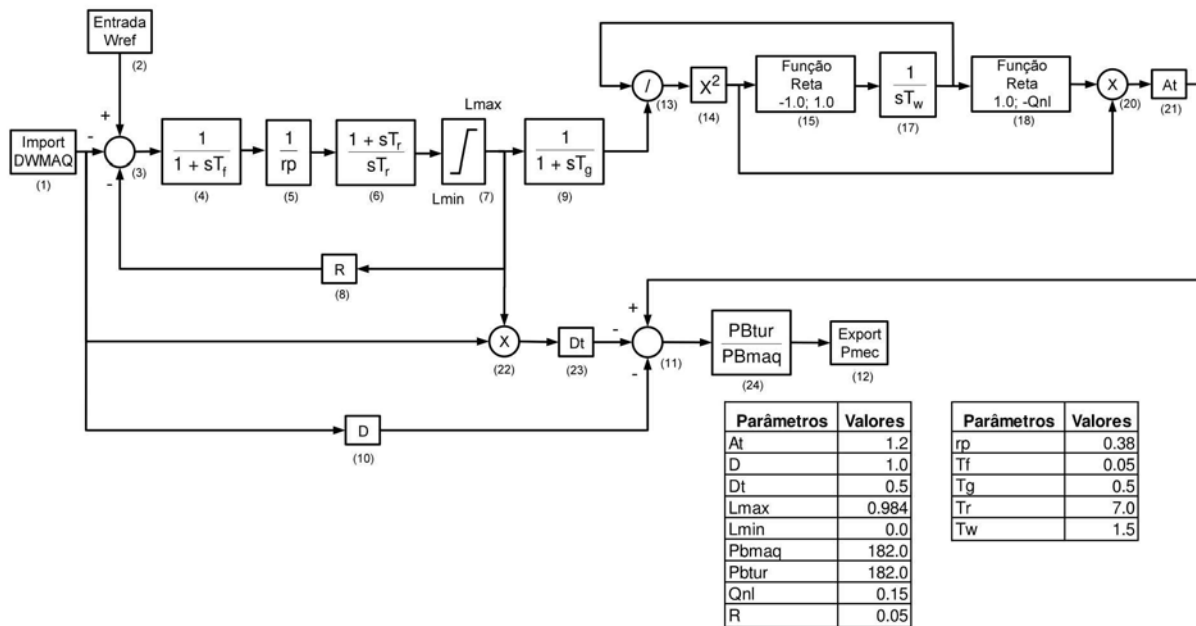 Entrada
Wref
(2)
Import
DWMAQ
(1)
+
-
-
(3)
1
1 + sTf
(4)
1
rp
(5)
1 + sTr
sTr
(6)
Lmax
Lmin
(7)
1
1 + sTg
(9)
/
(13)
X²
(14)
Função
Reta
-1.0; 1.0
(15)
1
sTw
(17)
Função
Reta
1.0; -Qnl
(18)
X
(20)
At
(21)
R
(8)
X
(22)
Dt
(23)
+
-
-
(11)
PBtur
PBmaq
(24)
Export
Pmec
(12)
D
(10)
Parâmetros Valores
At 1.2
D 1.0
Dt 0.5
Lmax 0.984
Lmin 0.0
Pbmaq 182.0
Pbtur 182.0
Qnl 0.15
R 0.05
Parâmetros Valores
rp 0.38
Tf 0.05
Tg 0.5
Tr 7.0
Tw 1.5